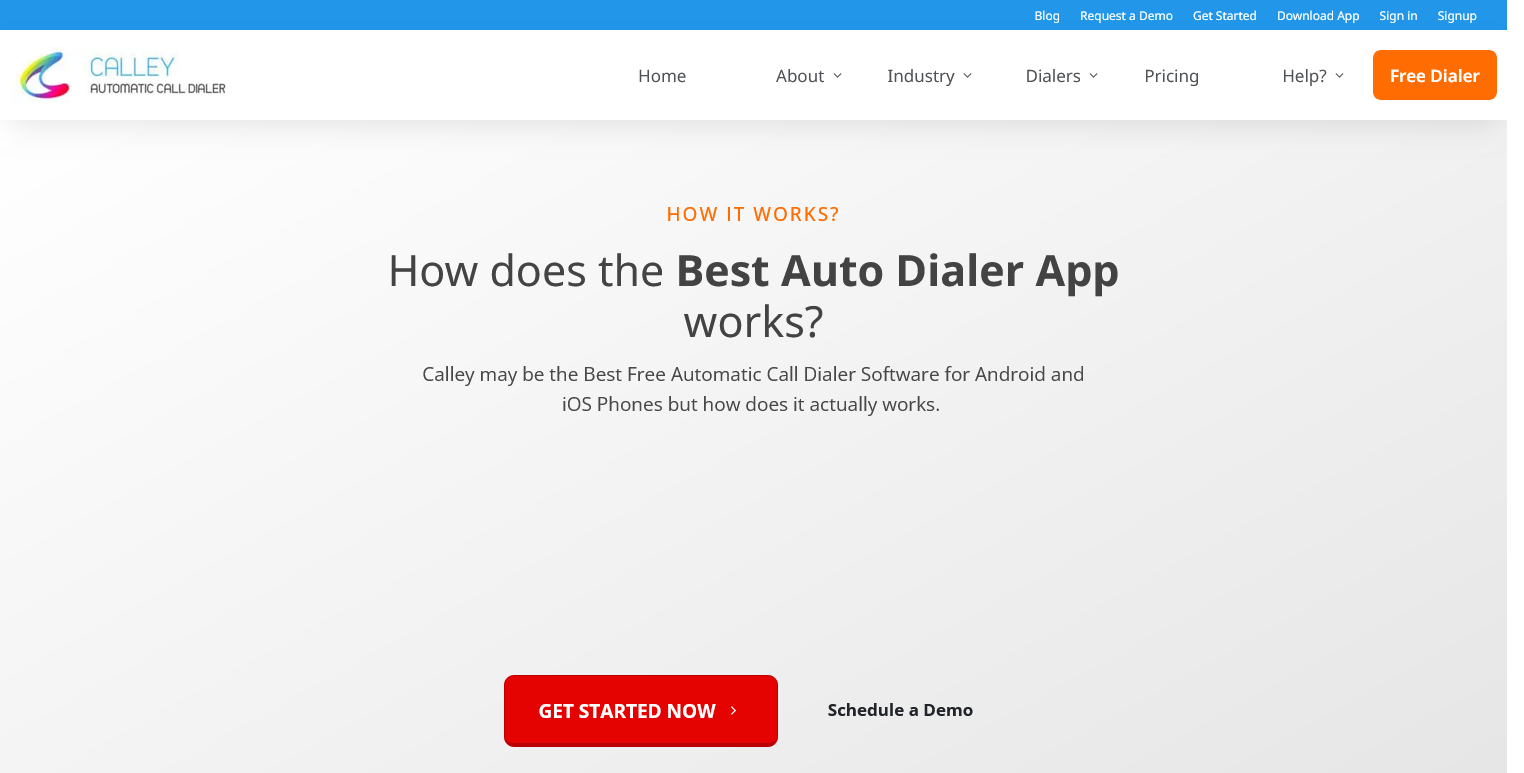 Blog Request a Demo Get Started Download App Sign in Signup
CALLEY
AUTOMATIC CALL DIALER
Home About Industry Dialers Pricing Help? Free Dialer
HOW IT WORKS?
How does the Best Auto Dialer App
works?
Calley may be the Best Free Automatic Call Dialer Software for Android and
iOS Phones but how does it actually works.
GET STARTED NOW Schedule a Demo